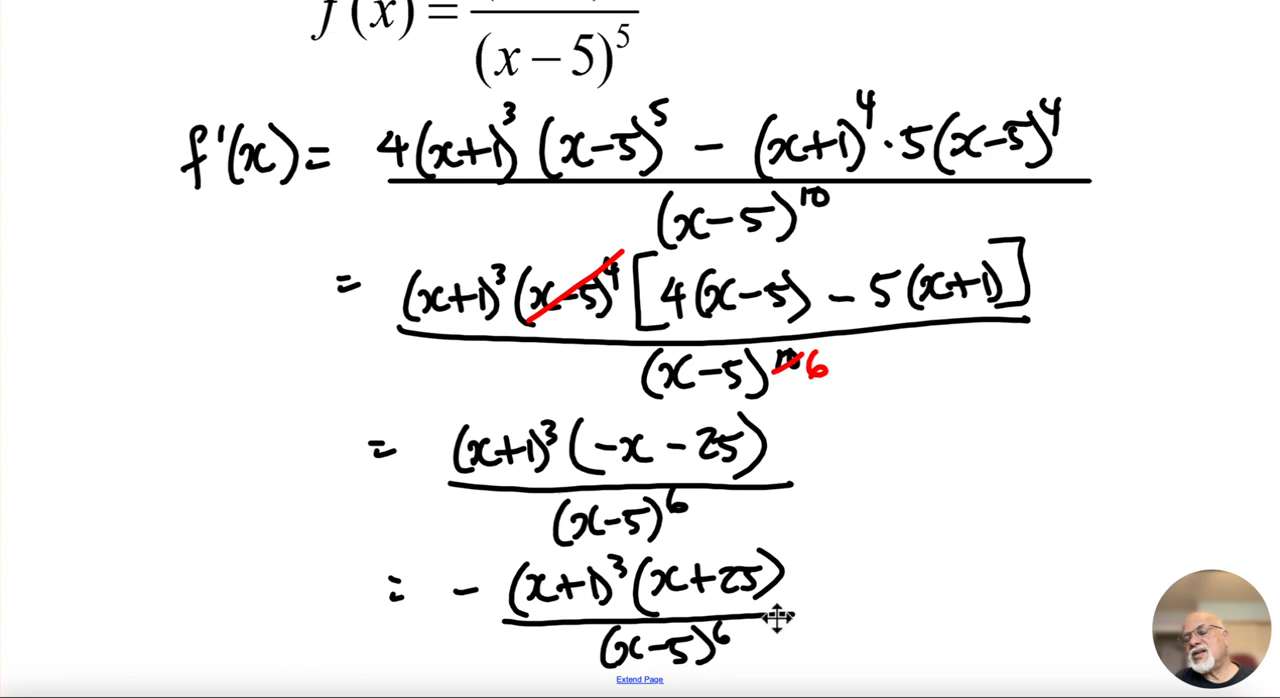 f(x) = / (x − 5)^5
f'(x) = 4(x+1)^3 (x−5)^5 − (x+1)^4 · 5(x−5)^4 / (x−5)^10
= (x+1)^3 (x−5)^4 [4(x−5) − 5(x+1)] / (x−5)^10 6
= (x+1)^3 (−x − 25) / (x−5)^6
= − (x+1)^3 (x+25) / (x−5)^6
Extend Page